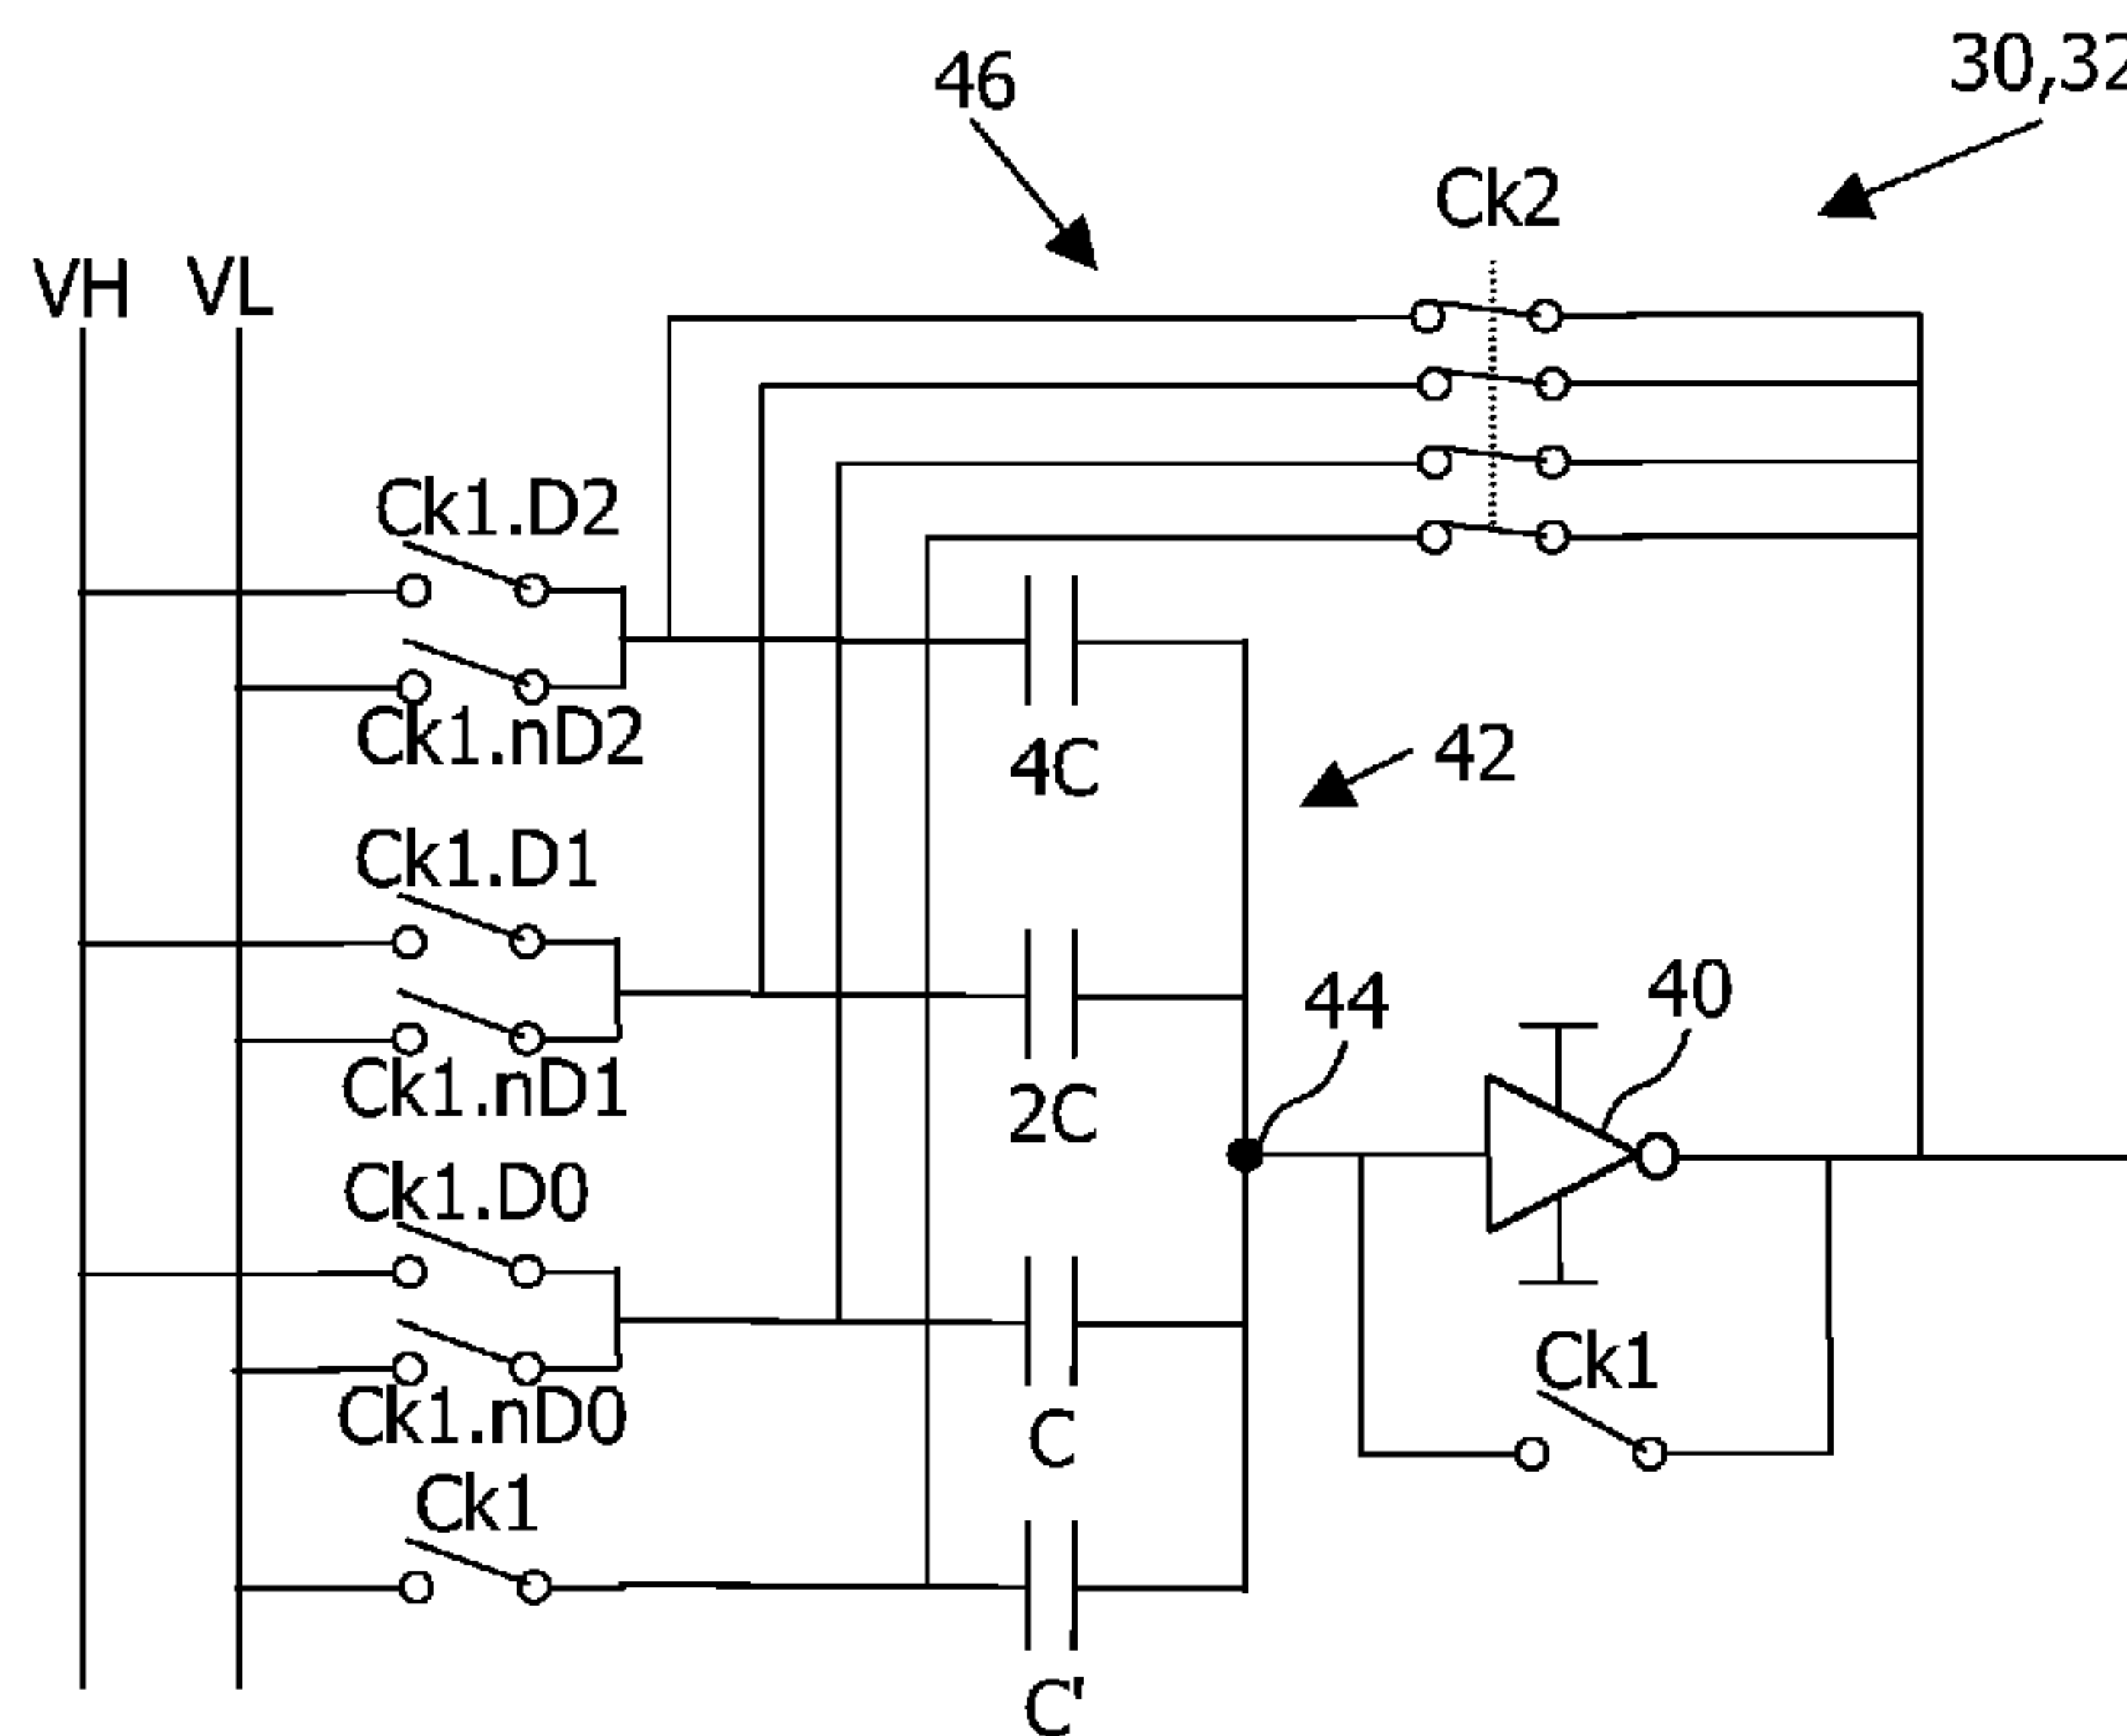 46
30,32
Ck2
VH
VL
Ck1.D2
Ck1.nD2
4C
42
Ck1.D1
Ck1.nD1
2C
44
40
Ck1.D0
Ck1.nD0
C
Ck1
Ck1
C'